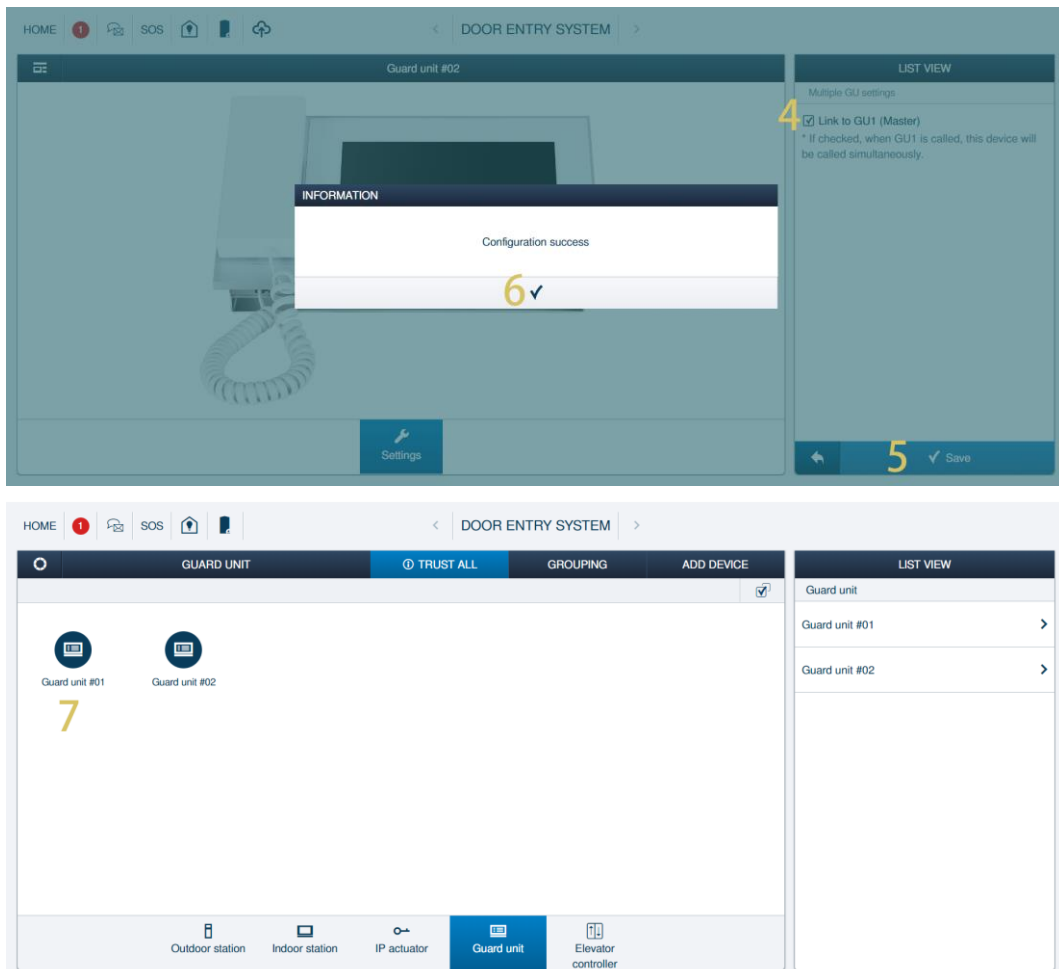 HOME 1 SOS < DOOR ENTRY SYSTEM >
Guard unit #02
LIST VIEW
Multiple GU settings
4 Link to GU1 (Master)
* If checked, when GU1 is called, this device will
be called simultaneously.
INFORMATION
Configuration success
6
Settings
5 Save
HOME 1 SOS < DOOR ENTRY SYSTEM >
GUARD UNIT TRUST ALL GROUPING ADD DEVICE
LIST VIEW
Guard unit
Guard unit #01 >
Guard unit #02 >
Guard unit #01 Guard unit #02
7
Outdoor station Indoor station IP actuator Guard unit Elevator
controller